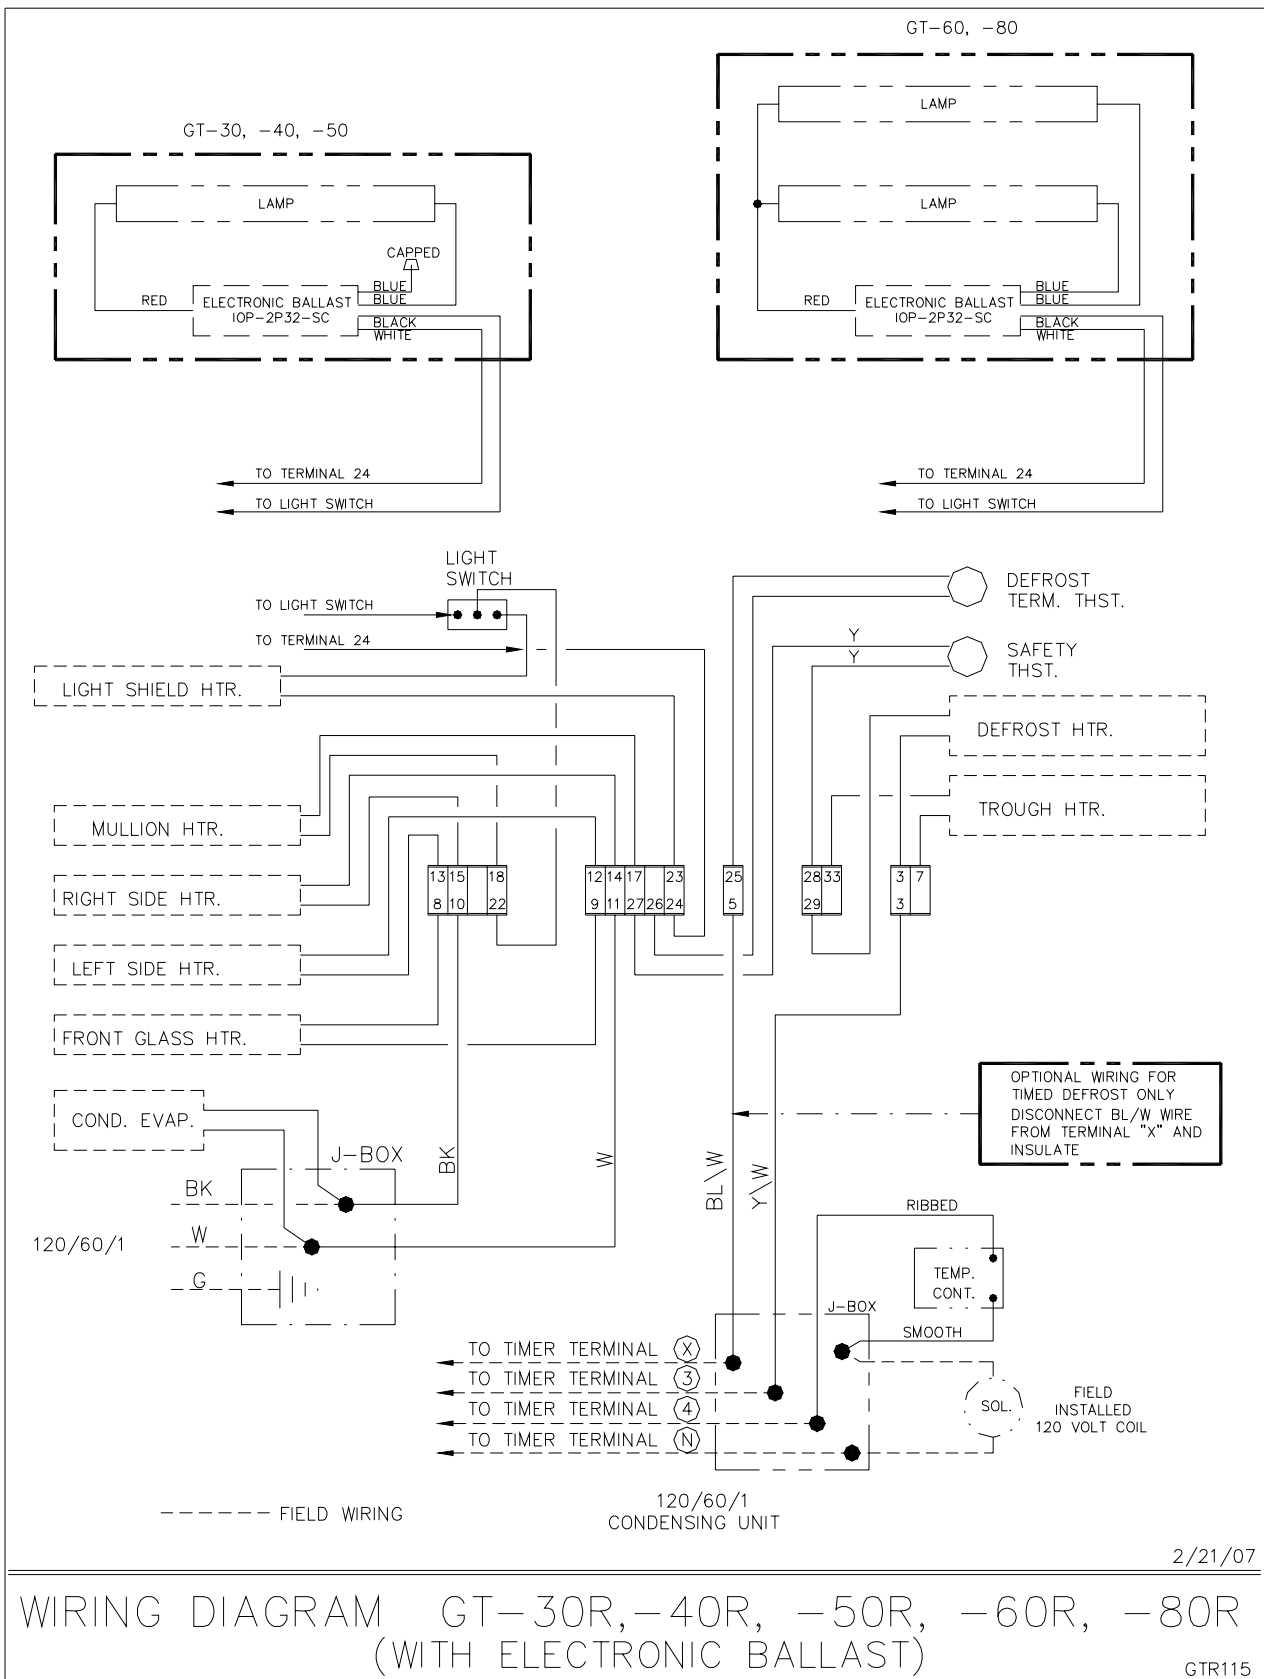 GT-60, -80
LAMP
LAMP
BLUE
BLUE
RED
ELECTRONIC BALLAST
IOP-2P32-SC
BLACK
WHITE
TO TERMINAL 24
TO LIGHT SWITCH
GT-30, -40, -50
LAMP
CAPPED
BLUE
BLUE
RED
ELECTRONIC BALLAST
IOP-2P32-SC
BLACK
WHITE
TO TERMINAL 24
TO LIGHT SWITCH
LIGHT
SWITCH
TO LIGHT SWITCH
TO TERMINAL 24
LIGHT SHIELD HTR.
MULLION HTR.
RIGHT SIDE HTR.
LEFT SIDE HTR.
FRONT GLASS HTR.
COND. EVAP.
DEFROST
TERM. THST.
Y
Y
SAFETY
THST.
DEFROST HTR.
TROUGH HTR.
13 15 18
8 10 22
12 14 17 23
9 11 27 26 24
25
5
28 33
29
3 7
3
J-BOX
BK
W
BK
W
G
120/60/1
BL\W
Y\W
OPTIONAL WIRING FOR
TIMED DEFROST ONLY
DISCONNECT BL/W WIRE
FROM TERMINAL "X" AND
INSULATE
RIBBED
TEMP.
CONT.
J-BOX
SMOOTH
TO TIMER TERMINAL X
TO TIMER TERMINAL 3
TO TIMER TERMINAL 4
TO TIMER TERMINAL N
SOL.
FIELD
INSTALLED
120 VOLT COIL
120/60/1
CONDENSING UNIT
FIELD WIRING
2/21/07
WIRING DIAGRAM GT-30R,-40R, -50R, -60R, -80R
(WITH ELECTRONIC BALLAST)
GTR115